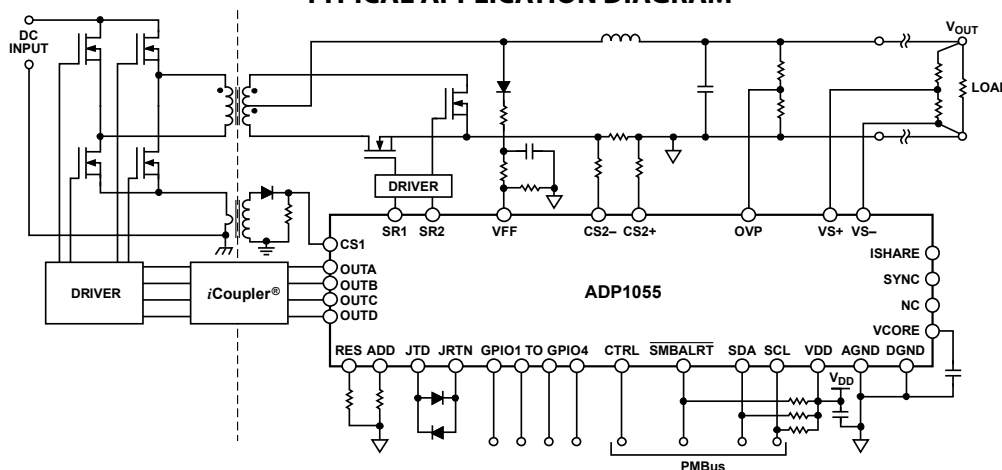 TYPICAL APPLICATION DIAGRAM
DC
INPUT
VOUT
LOAD
DRIVER
SR1 SR2 VFF CS2– CS2+ OVP VS+ VS–
CS1
ISHARE
OUTA
SYNC
OUTB
DRIVER
iCoupler®
ADP1055
OUTC
NC
OUTD
VCORE
RES ADD JTD JRTN GPIO1 TO GPIO4 CTRL SMBALRT SDA SCL VDD AGND DGND
VDD
PMBus